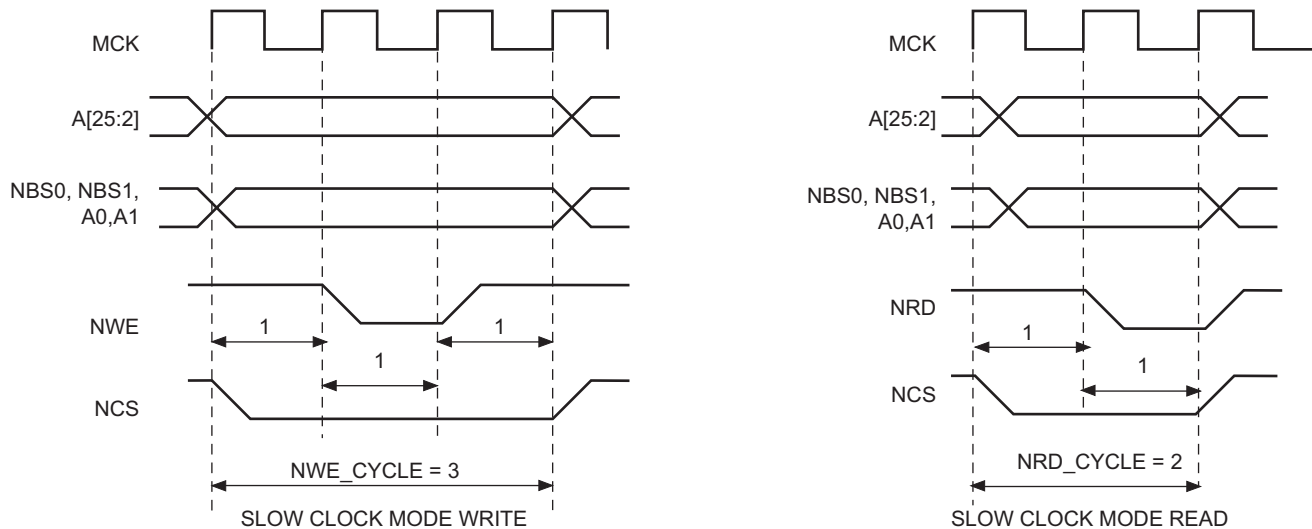 MCK
A[25:2]
NBS0, NBS1,
A0,A1
NWE
1
1
1
NCS
NWE_CYCLE = 3
SLOW CLOCK MODE WRITE
MCK
A[25:2]
NBS0, NBS1,
A0,A1
NRD
1
1
NCS
NRD_CYCLE = 2
SLOW CLOCK MODE READ